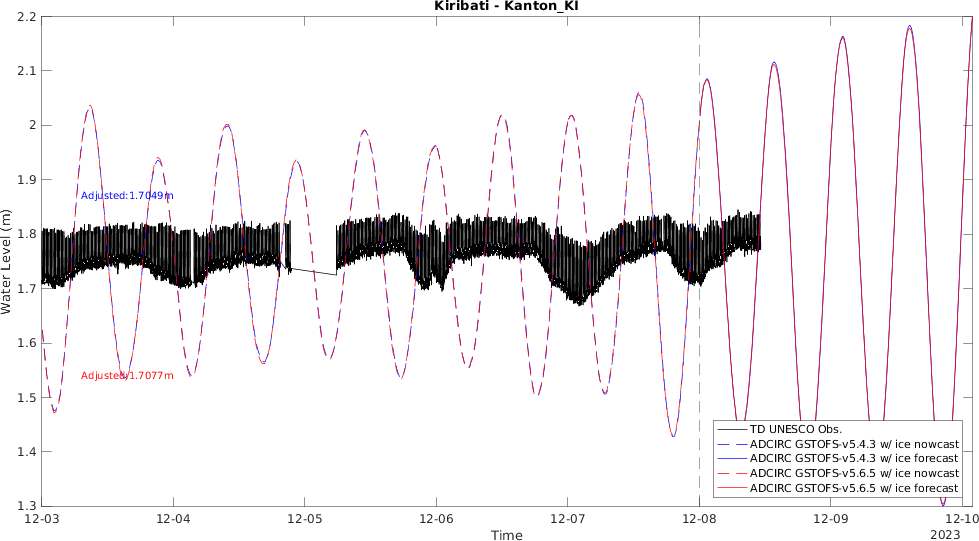 Kiribati - Kanton_KI
Water Level (m)
2.2
2.1
2
1.9
1.8
1.7
1.6
1.5
1.4
1.3
Adjusted:1.7049m
Adjusted:1.7077m
TD UNESCO Obs.
ADCIRC GSTOFS-v5.4.3 w/ ice nowcast
ADCIRC GSTOFS-v5.4.3 w/ ice forecast
ADCIRC GSTOFS-v5.6.5 w/ ice nowcast
ADCIRC GSTOFS-v5.6.5 w/ ice forecast
12-03 12-04 12-05 12-06 12-07 12-08 12-09 12-10
Time
2023